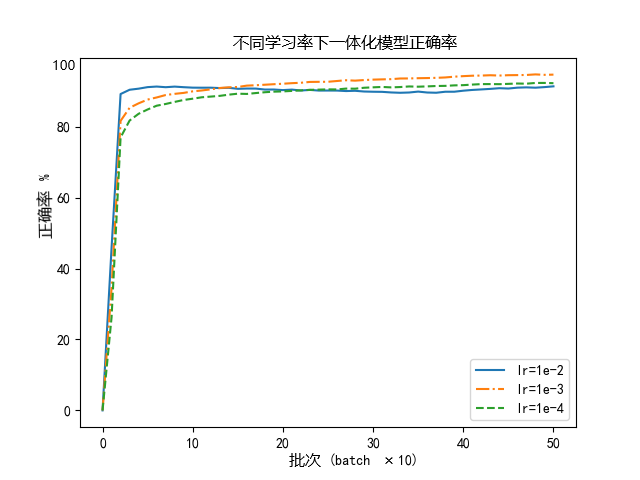 不同学习率下一体化模型正确率
正确率 %
100
80
60
40
20
0
0 10 20 30 40 50
批次 (batch ×10)
lr=1e-2
lr=1e-3
lr=1e-4